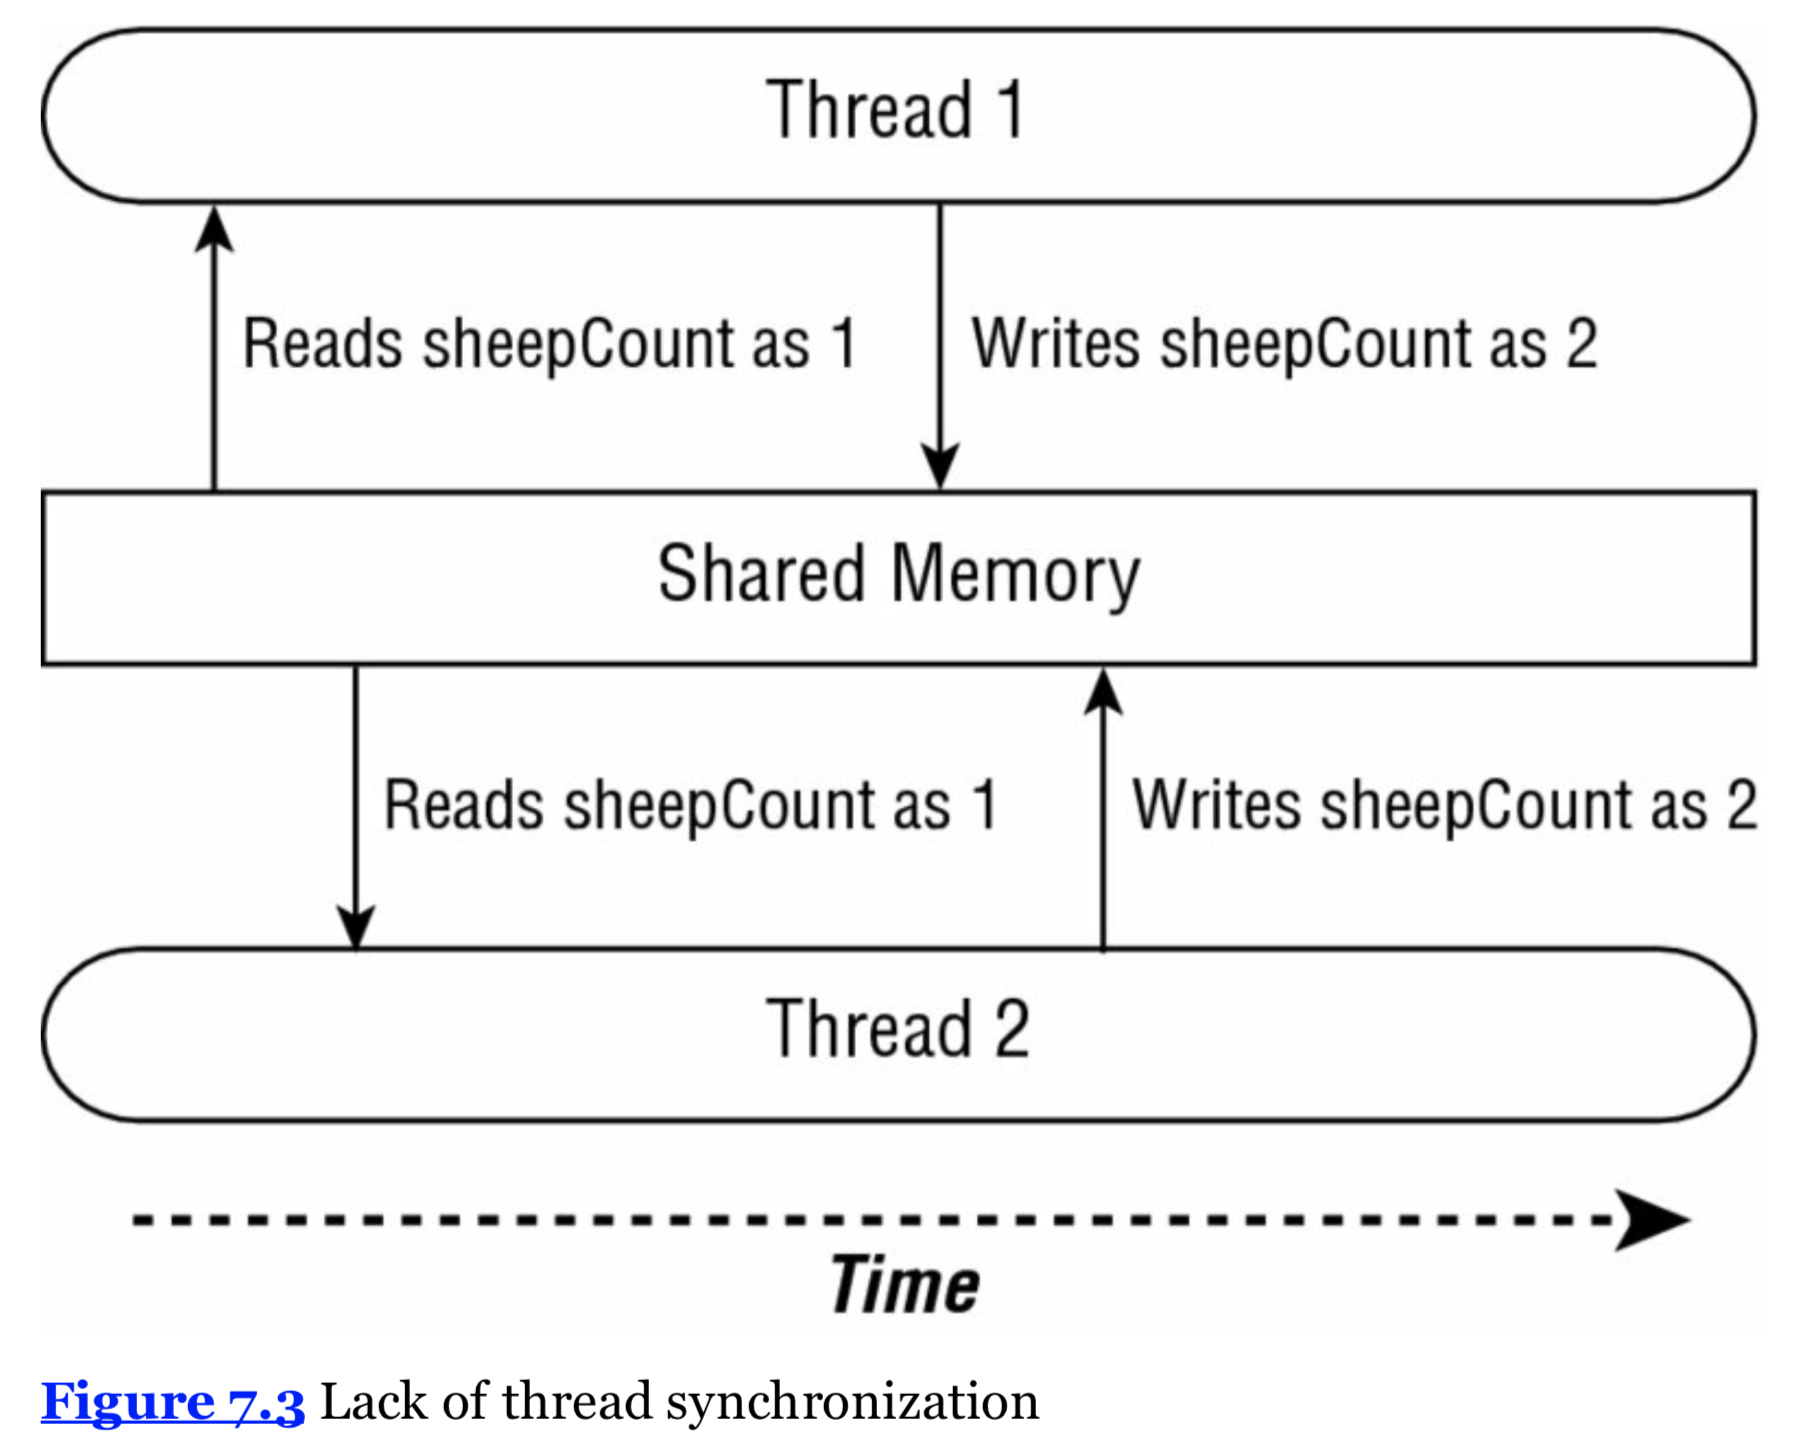 Thread 1
Reads sheepCount as 1
Writes sheepCount as 2
Shared Memory
Reads sheepCount as 1
Writes sheepCount as 2
Thread 2
Time
Figure 7.3 Lack of thread synchronization